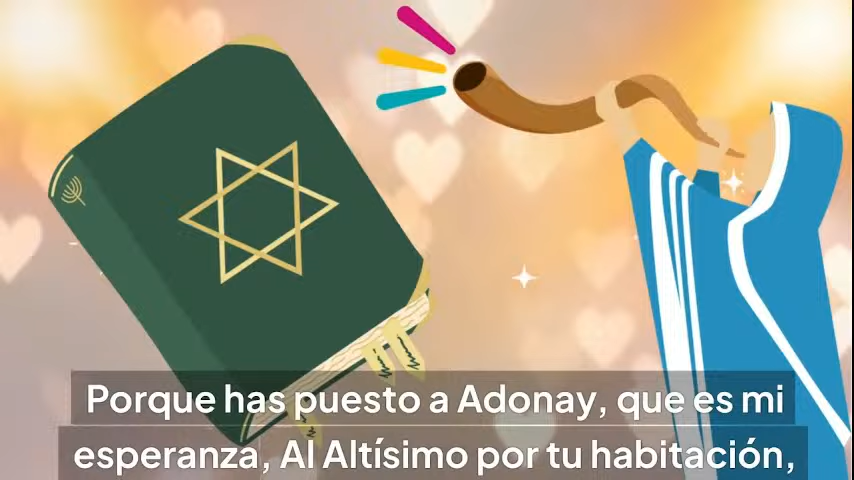 Porque has puesto a Adonay, que es mi
esperanza, Al Altísimo por tu habitación,